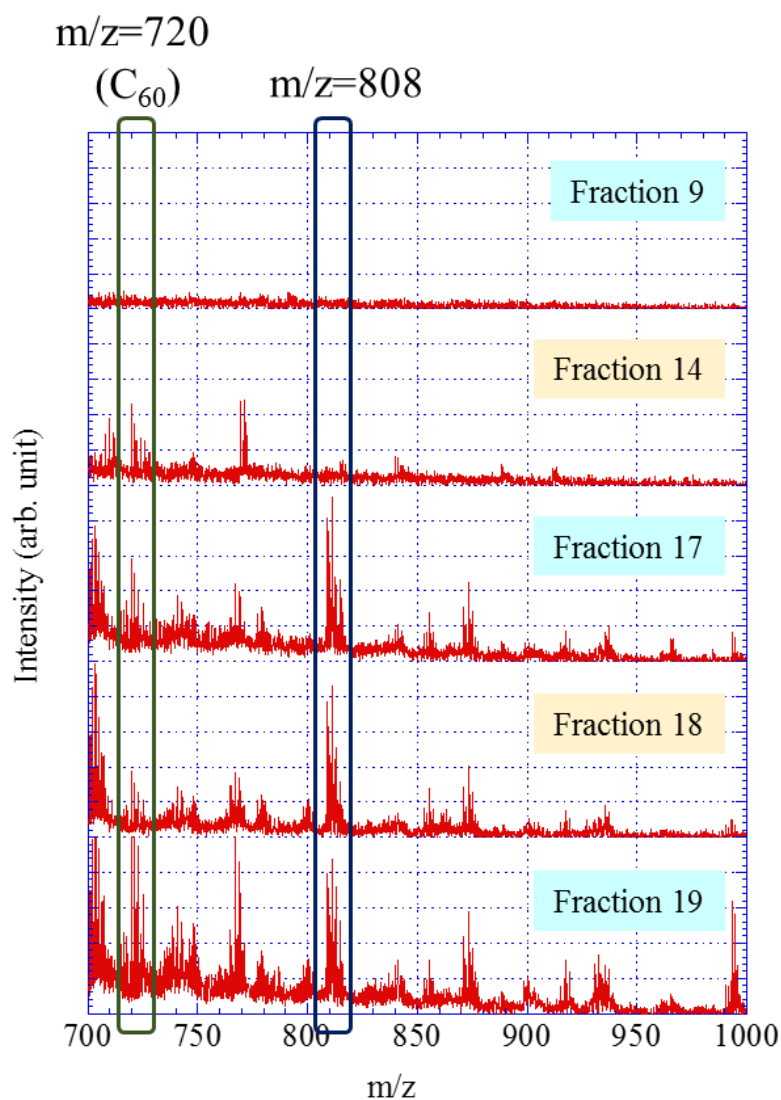 m/z=720
(C₆₀)
m/z=808
Fraction 9
Fraction 14
Fraction 17
Fraction 18
Fraction 19
Intensity (arb. unit)
700 750 800 850 900 950 1000
m/z